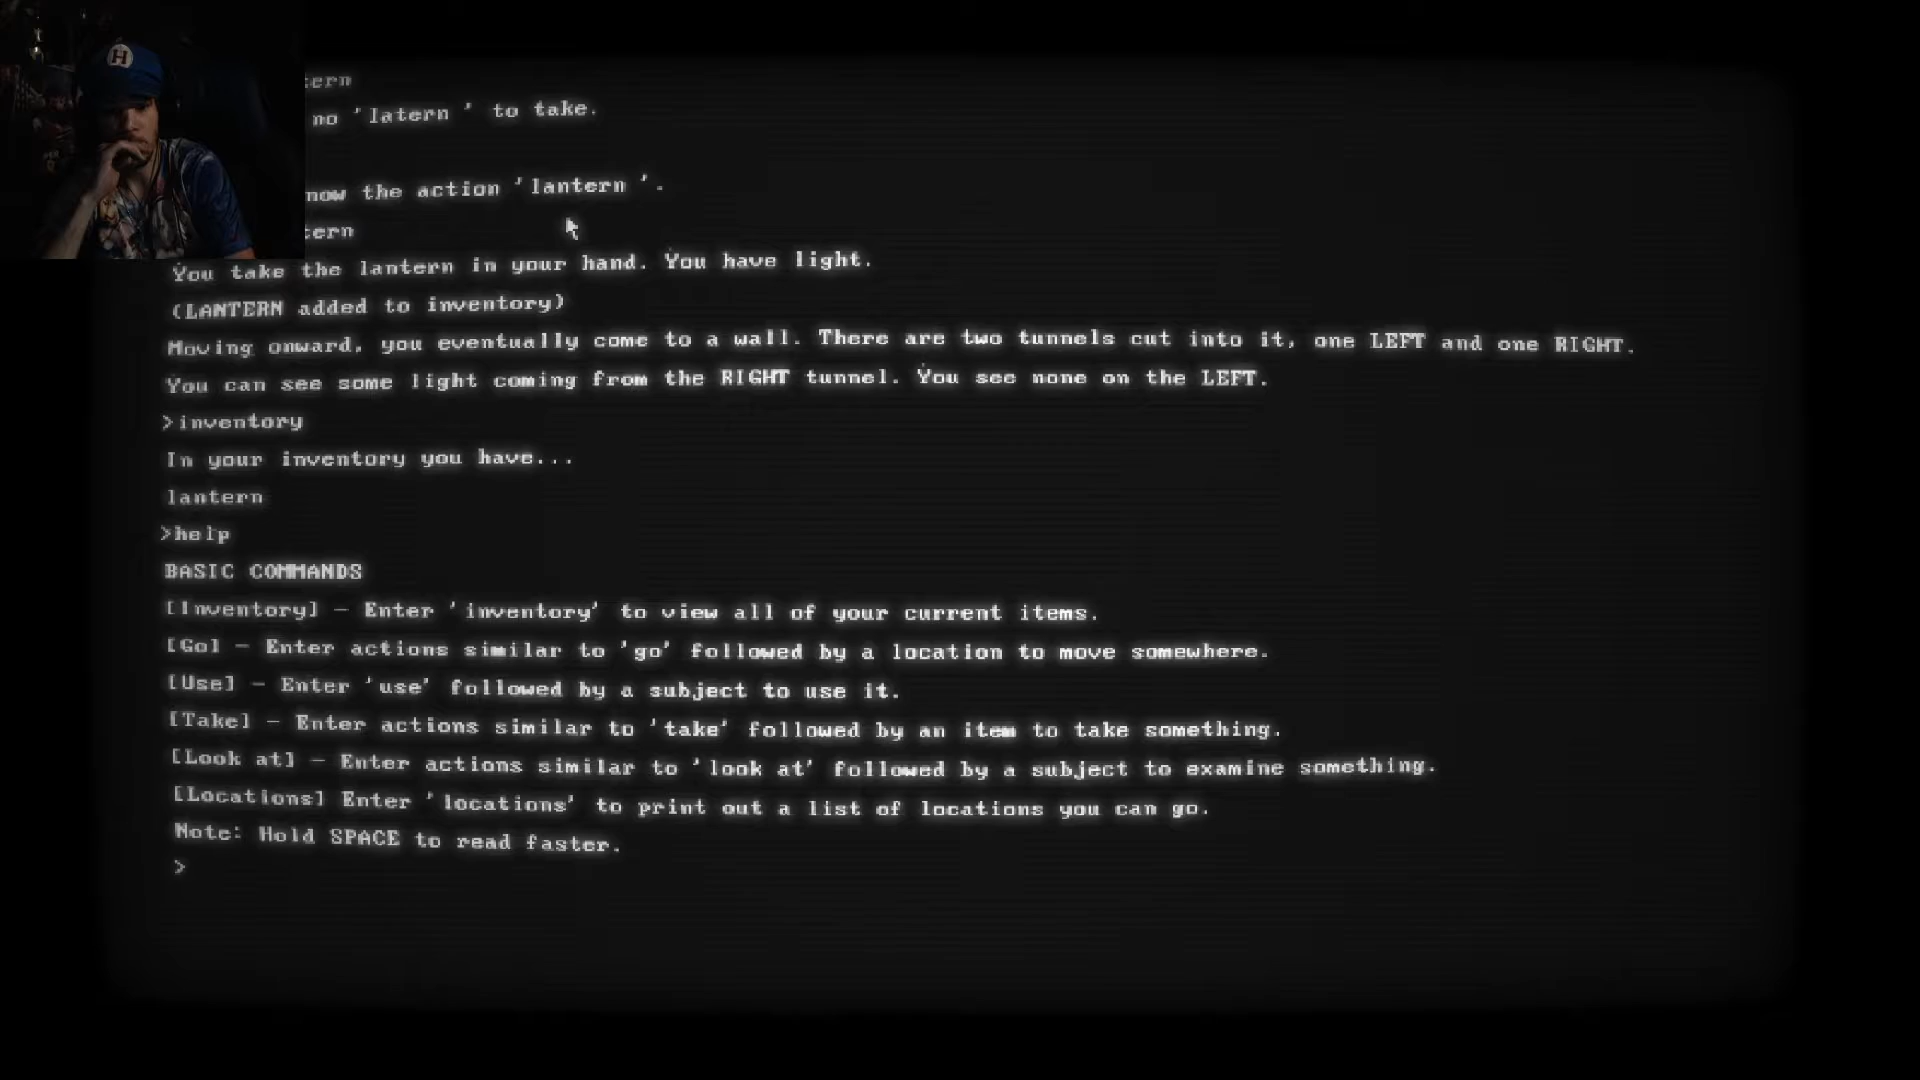 H
tern
no 'latern ' to take.
now the action 'lantern '.
tern
You take the lantern in your hand. You have light.
(LANTERN added to inventory)
Moving onward, you eventually come to a wall. There are two tunnels cut into it, one LEFT and one RIGHT.
You can see some light coming from the RIGHT tunnel. You see none on the LEFT.
>inventory
In your inventory you have...
lantern
>help
BASIC COMMANDS
[Inventory] - Enter 'inventory' to view all of your current items.
[Go] - Enter actions similar to 'go' followed by a location to move somewhere.
[Use] - Enter 'use' followed by a subject to use it.
[Take] - Enter actions similar to 'take' followed by an item to take something.
[Look at] - Enter actions similar to 'look at' followed by a subject to examine something.
[Locations] Enter 'locations' to print out a list of locations you can go.
Note: Hold SPACE to read faster.
>